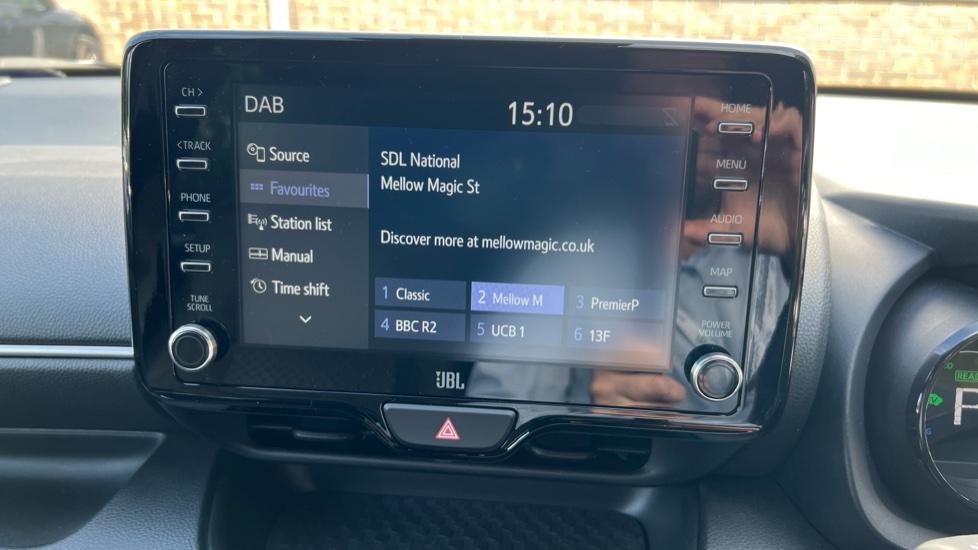 CH >
< TRACK
PHONE
SETUP
TUNE
SCROLL
DAB
15:10
Source
Favourites
Station list
Manual
Time shift
SDL National
Mellow Magic St
Discover more at mellowmagic.co.uk
1 Classic
2 Mellow M
3 PremierP
4 BBC R2
5 UCB 1
6 13F
HOME
MENU
AUDIO
MAP
POWER
VOLUME
JBL
READ
EV
P